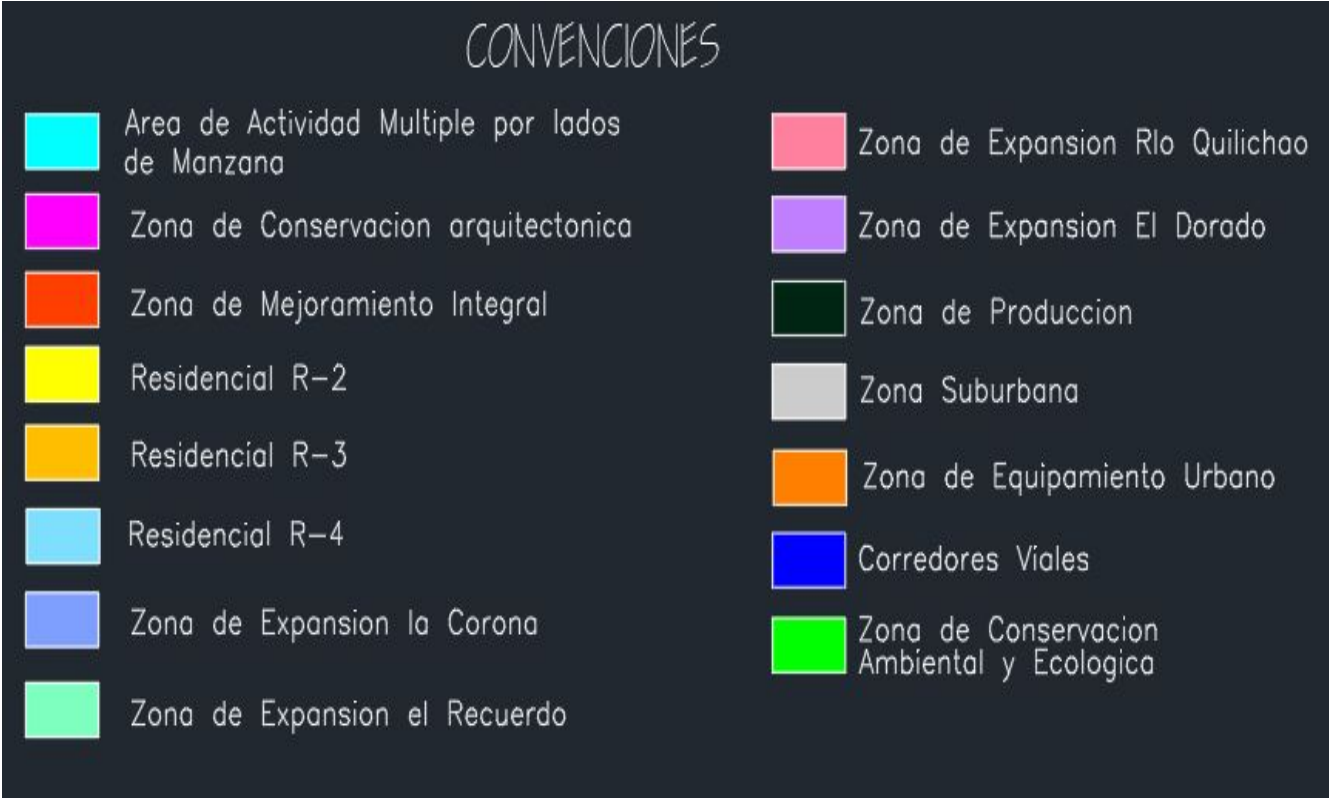 CONVENCIONES
Area de Actividad Multiple por lados
de Manzana
Zona de Conservacion arquitectonica
Zona de Mejoramiento Integral
Residencial R-2
Residencial R-3
Residencial R-4
Zona de Expansion la Corona
Zona de Expansion el Recuerdo
Zona de Expansion RIo Quilichao
Zona de Expansion El Dorado
Zona de Produccion
Zona Suburbana
Zona de Equipamiento Urbano
Corredores Viales
Zona de Conservacion
Ambiental y Ecologica